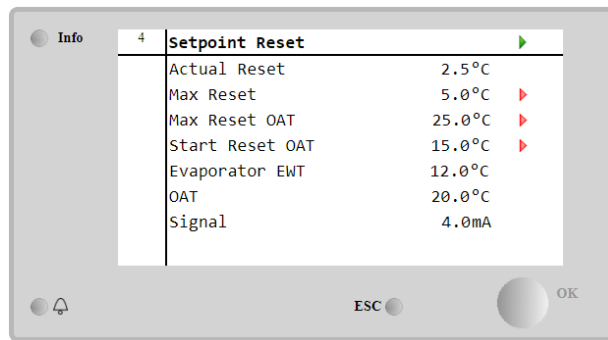 Info
4 Setpoint Reset
Actual Reset 2.5°C
Max Reset 5.0°C
Max Reset OAT 25.0°C
Start Reset OAT 15.0°C
Evaporator EWT 12.0°C
OAT 20.0°C
Signal 4.0mA
ESC OK